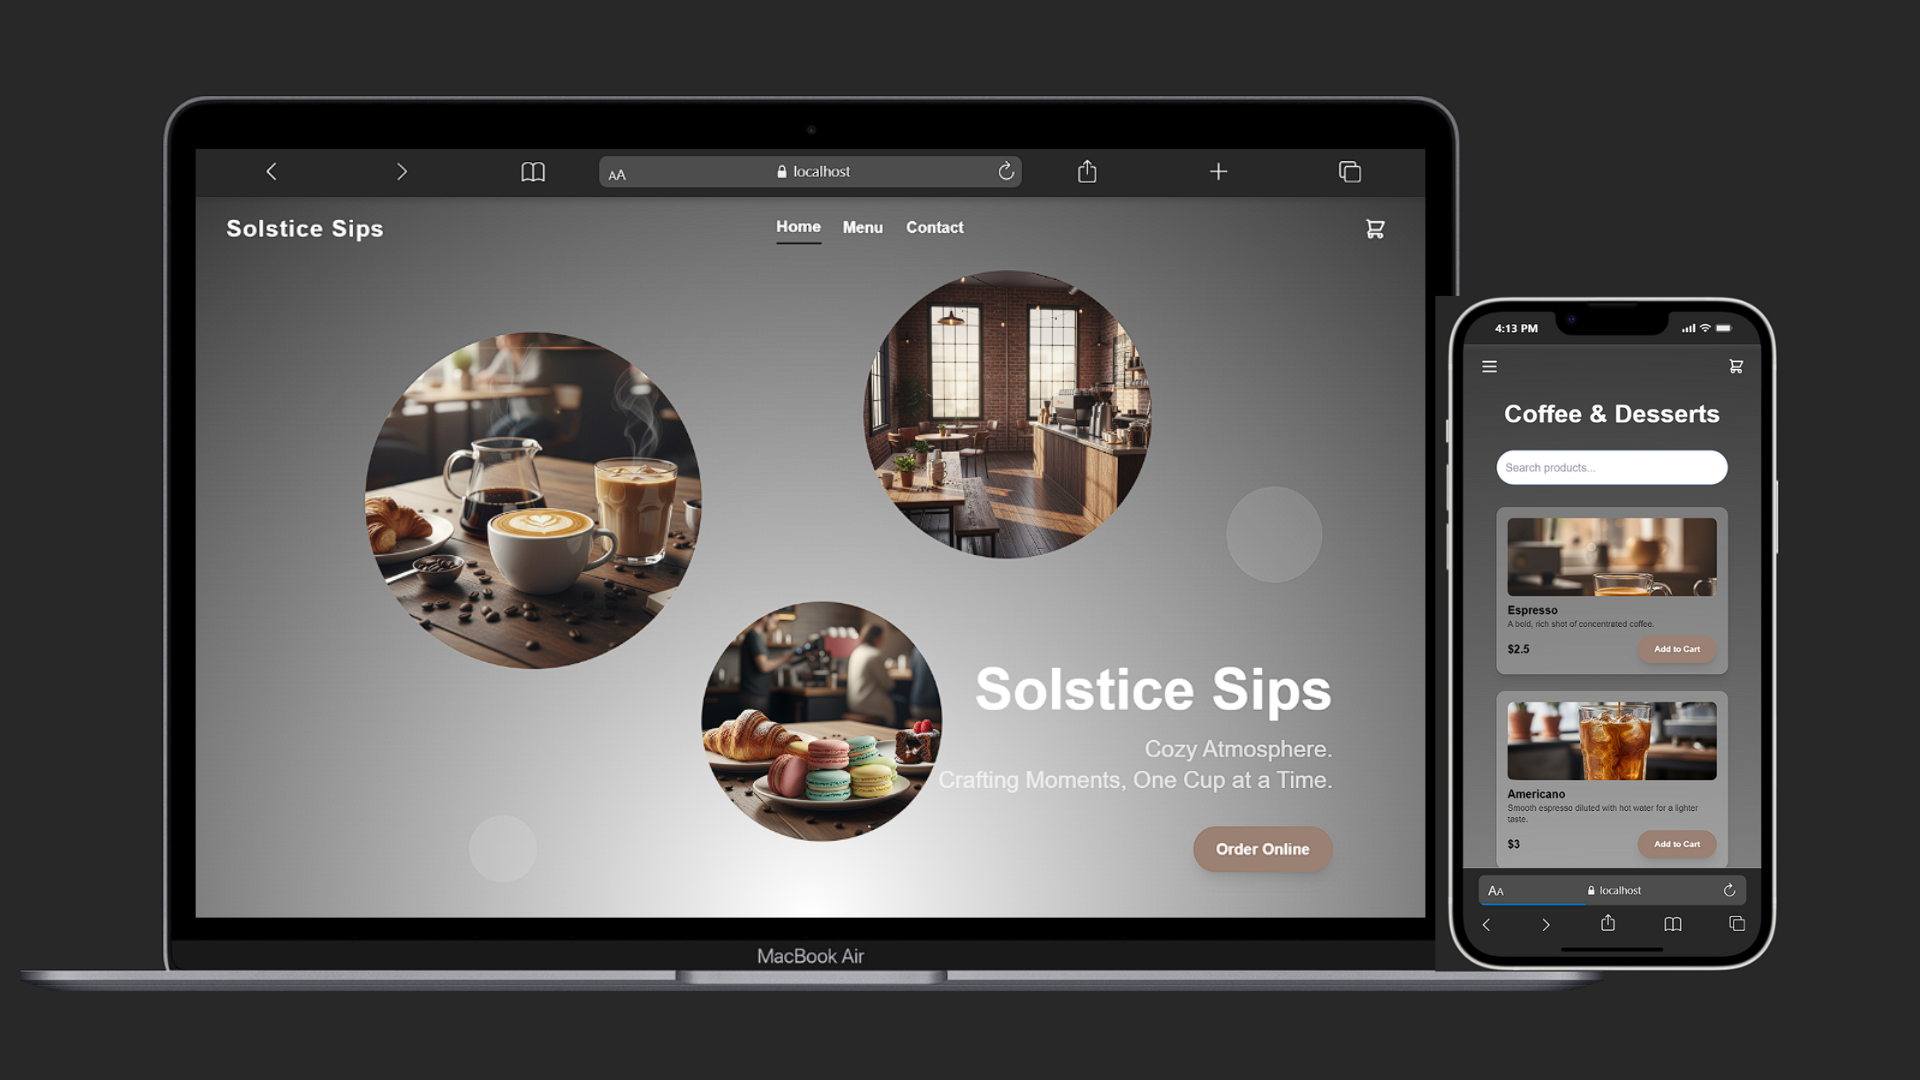 AA localhost
Solstice Sips
Home Menu Contact
Solstice Sips
Cozy Atmosphere.
Crafting Moments, One Cup at a Time.
Order Online
MacBook Air
4:13 PM
Coffee & Desserts
Search products...
Espresso
A bold, rich shot of concentrated coffee.
$2.5 Add to Cart
Americano
Smooth espresso diluted with hot water for a lighter
taste.
$3 Add to Cart
AA localhost